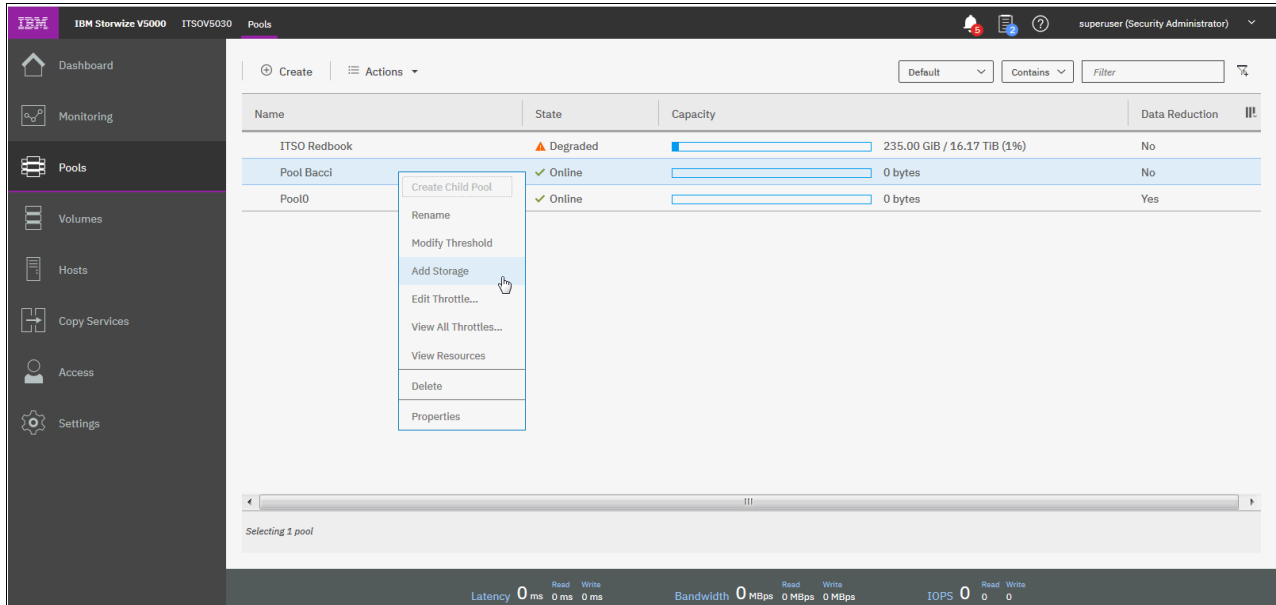 IBM IBM Storwize V5000 ITSOV5030 Pools 5 2 superuser (Security Administrator)
Dashboard
Monitoring
Pools
Volumes
Hosts
Copy Services
Access
Settings
Create Actions Default Contains Filter
Name State Capacity Data Reduction
ITSO Redbook Degraded 235.00 GiB / 16.17 TiB (1%) No
Pool Bacci Online 0 bytes No
Pool0 Online 0 bytes Yes
Create Child Pool
Rename
Modify Threshold
Add Storage
Edit Throttle...
View All Throttles...
View Resources
Delete
Properties
Selecting 1 pool
Latency 0 ms Read 0 ms Write 0 ms Bandwidth 0 MBps Read 0 MBps Write 0 MBps IOPS 0 Read 0 Write 0